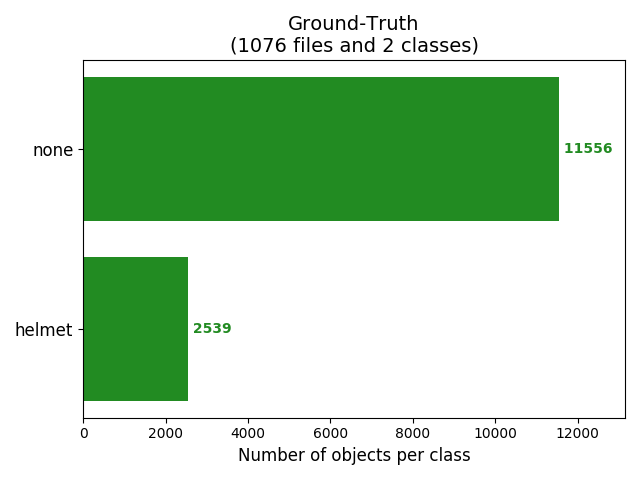 Ground-Truth
(1076 files and 2 classes)
none
11556
helmet
2539
0 2000 4000 6000 8000 10000 12000
Number of objects per class